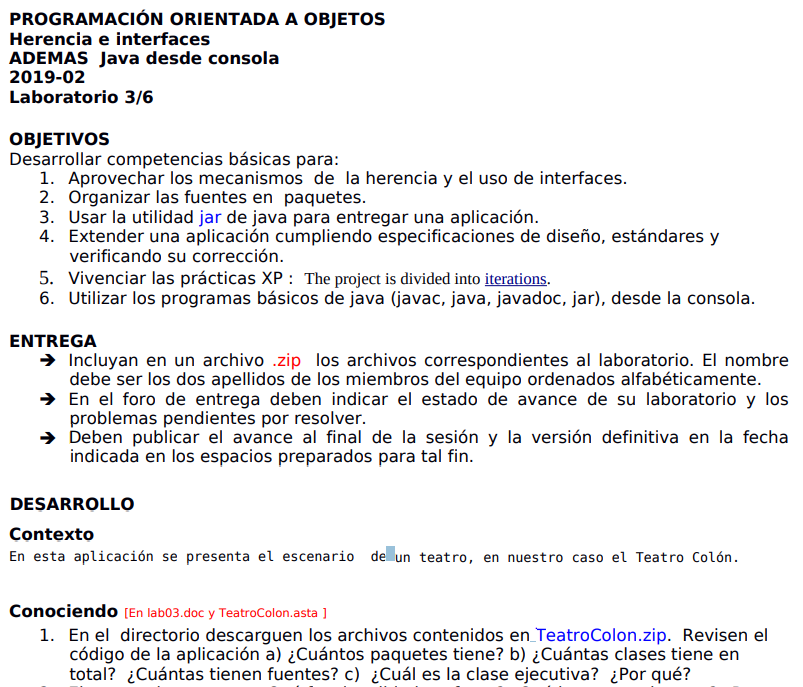 PROGRAMACIÓN ORIENTADA A OBJETOS
Herencia e interfaces
ADEMAS Java desde consola
2019-02
Laboratorio 3/6
OBJETIVOS
Desarrollar competencias básicas para:
1. Aprovechar los mecanismos de la herencia y el uso de interfaces.
2. Organizar las fuentes en paquetes.
3. Usar la utilidad jar de java para entregar una aplicación.
4. Extender una aplicación cumpliendo especificaciones de diseño, estándares y
verificando su corrección.
5. Vivenciar las prácticas XP : The project is divided into iterations.
6. Utilizar los programas básicos de java (javac, java, javadoc, jar), desde la consola.
ENTREGA
➔ Incluyan en un archivo .zip los archivos correspondientes al laboratorio. El nombre
debe ser los dos apellidos de los miembros del equipo ordenados alfabéticamente.
➔ En el foro de entrega deben indicar el estado de avance de su laboratorio y los
problemas pendientes por resolver.
➔ Deben publicar el avance al final de la sesión y la versión definitiva en la fecha
indicada en los espacios preparados para tal fin.
DESARROLLO
Contexto
En esta aplicación se presenta el escenario de un teatro, en nuestro caso el Teatro Colón.
Conociendo [En lab03.doc y TeatroColon.asta ]
1. En el directorio descarguen los archivos contenidos en TeatroColon.zip. Revisen el
código de la aplicación a) ¿Cuántos paquetes tiene? b) ¿Cuántas clases tiene en
total? ¿Cuántas tienen fuentes? c) ¿Cuál es la clase ejecutiva? ¿Por qué?